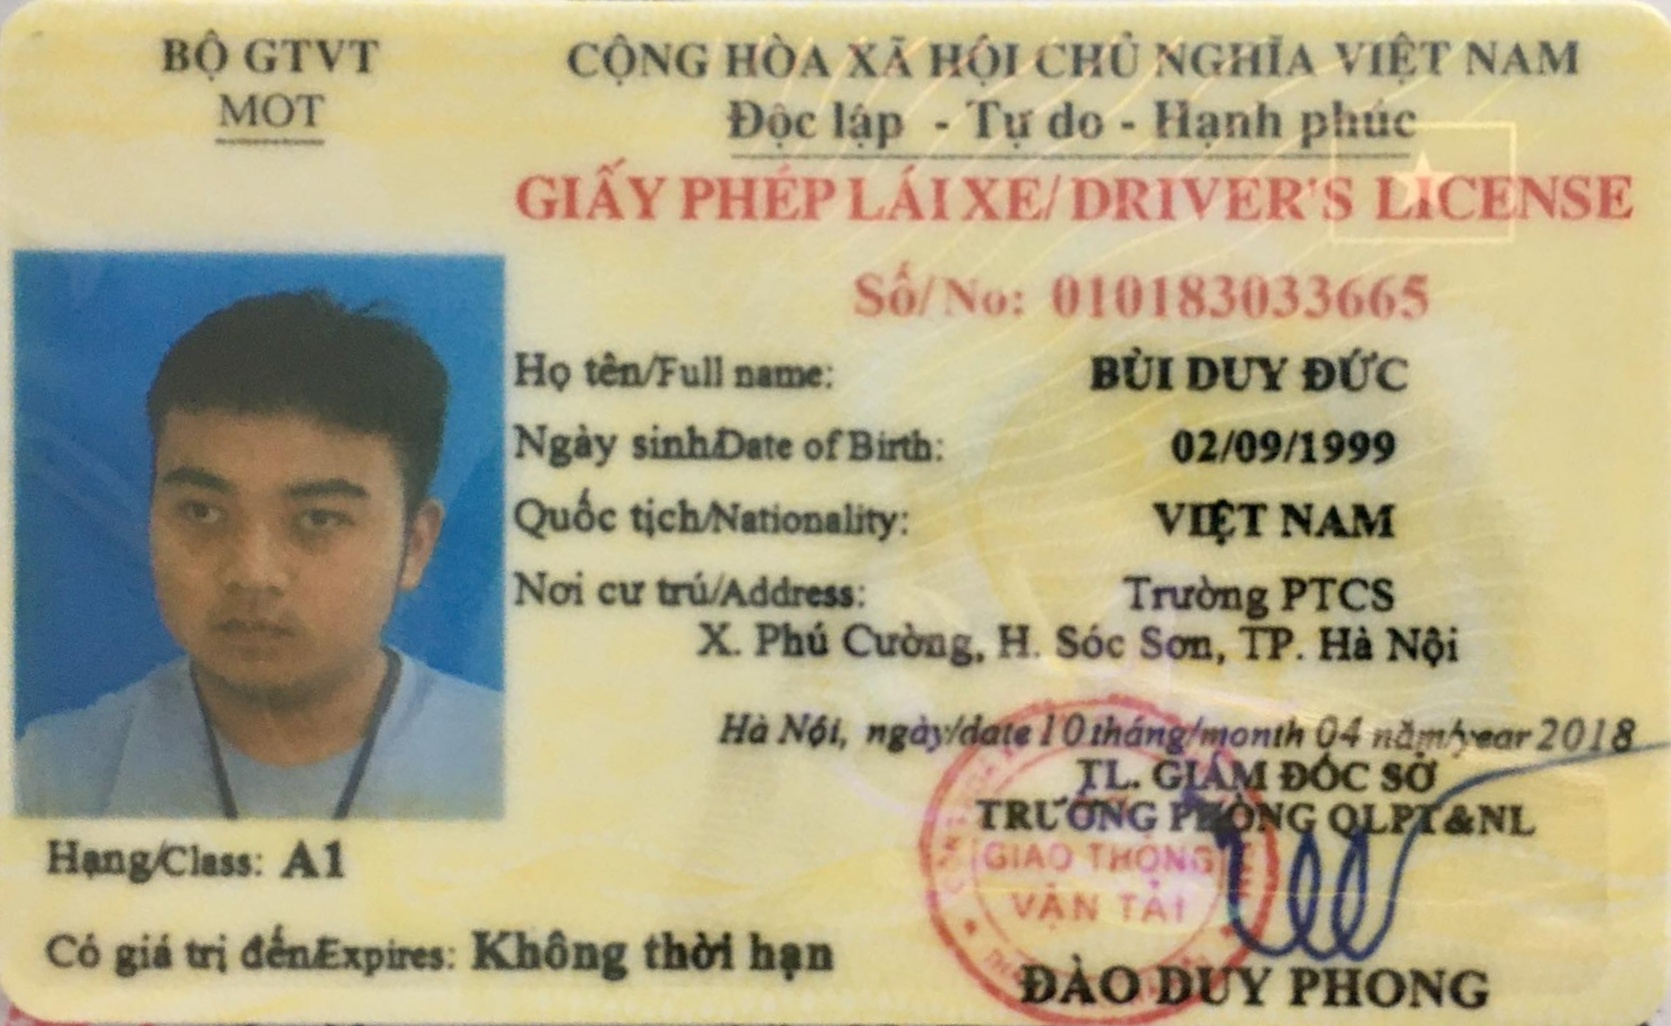 BỘ GTVT
MOT
CỘNG HÒA XÃ HỘI CHỦ NGHĨA VIỆT NAM
Độc lập - Tự do - Hạnh phúc
GIẤY PHÉP LÁI XE/ DRIVER'S LICENSE
Số/No: 010183033665
Họ tên/Full name: BÙI DUY ĐỨC
Ngày sinh/Date of Birth: 02/09/1999
Quốc tịch/Nationality: VIỆT NAM
Nơi cư trú/Address: Trường PTCS
X. Phú Cường, H. Sóc Sơn, TP. Hà Nội
Hà Nội, ngày/date 10 tháng/month 04 năm/year 2018
TL. GIÁM ĐỐC SỞ
TRƯỞNG PHÒNG QLPT&NL
GIAO THÔNG
VẬN TẢI
ĐÀO DUY PHONG
Hạng/Class: A1
Có giá trị đến/Expires: Không thời hạn